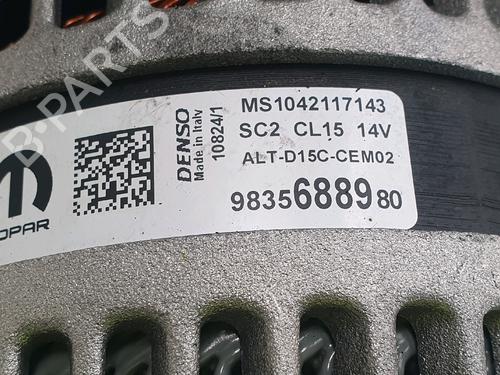 B-PARTS
MS1042117143
SC2 CL15 14V
ALT-D15C-CEM02
9835688980
DENSO
Made in Italy
10824/1
OPAR